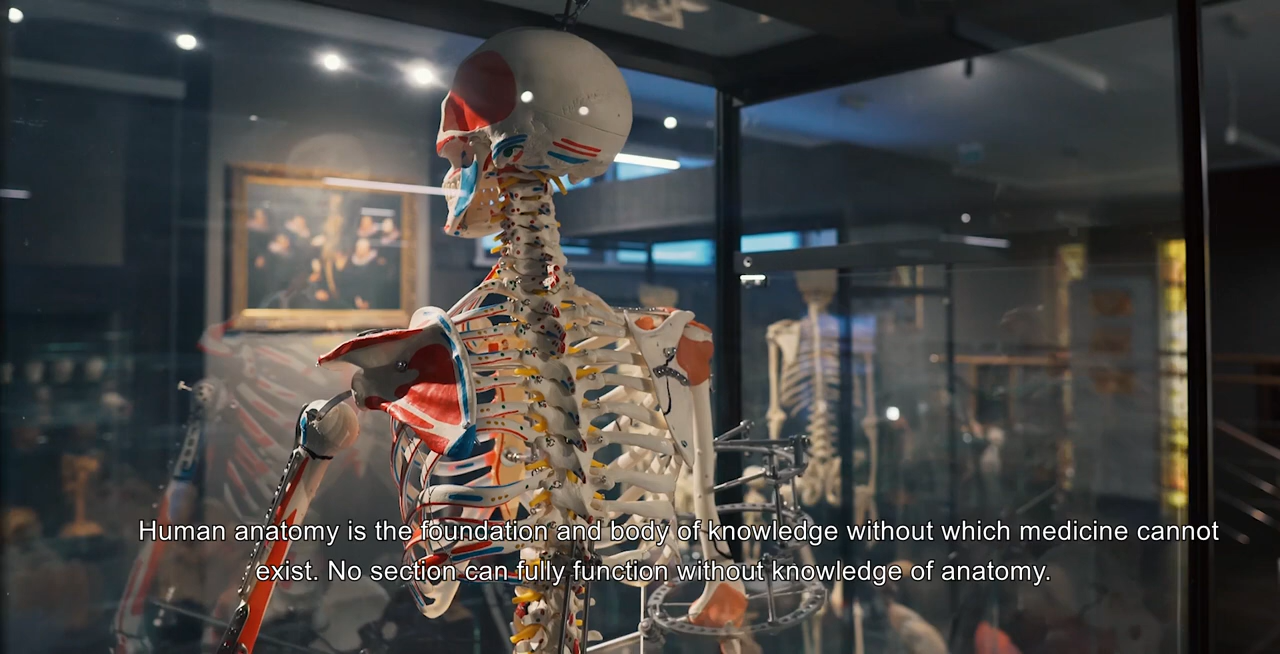 Human anatomy is the foundation and body of knowledge without which medicine cannot
exist. No section can fully function without knowledge of anatomy.